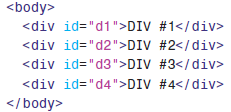 <body>
  <div id="d1">DIV #1</div>
  <div id="d2">DIV #2</div>
  <div id="d3">DIV #3</div>
  <div id="d4">DIV #4</div>
</body>